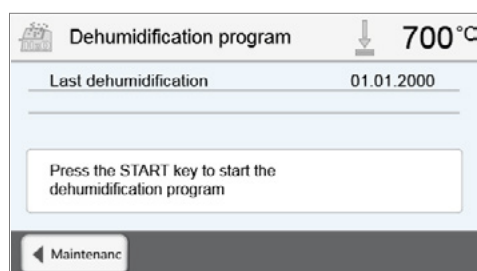 Dehumidification program 700°C
Last dehumidification 01.01.2000
Press the START key to start the
dehumidification program
Maintenanc